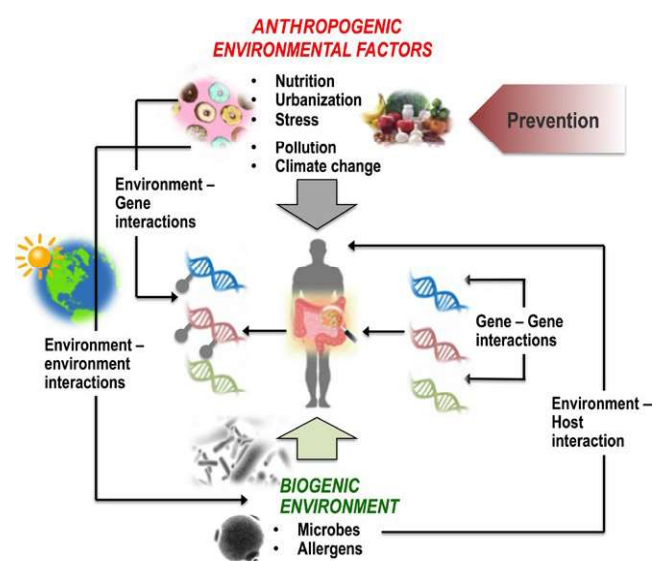 ANTHROPOGENIC
ENVIRONMENTAL FACTORS
• Nutrition
• Urbanization
• Stress
• Pollution
• Climate change
Prevention
Environment –
Gene
interactions
Gene – Gene
interactions
Environment –
environment
interactions
Environment –
Host
interaction
BIOGENIC
ENVIRONMENT
• Microbes
• Allergens